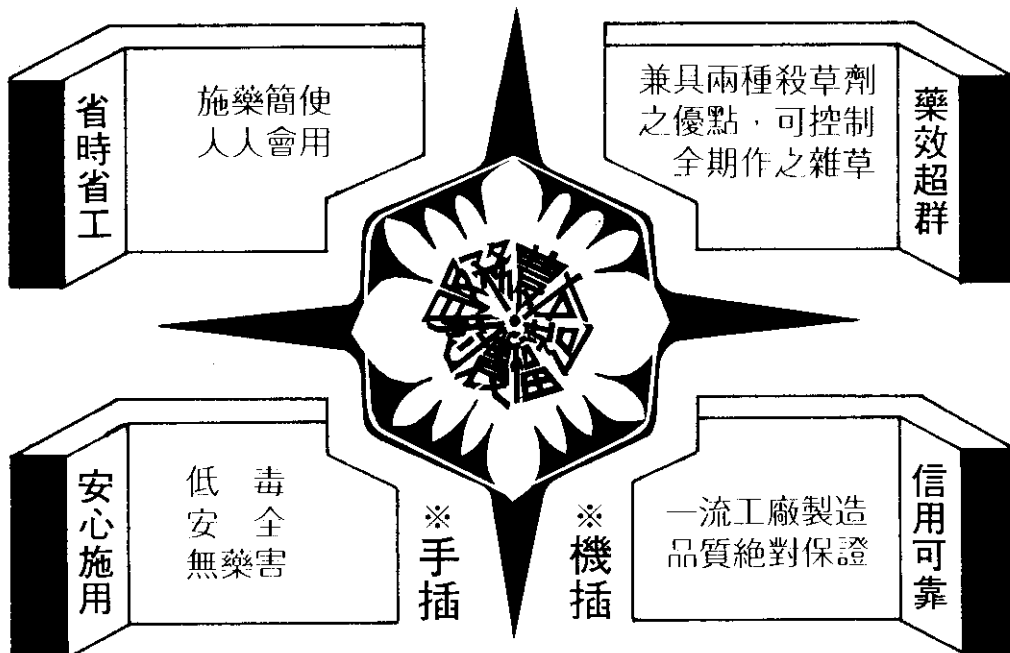 省時省工
施藥簡便
人人會用
藥效超群
兼具兩種殺草劑
之優點，可控制
全期作之雜草
安心施用
低　毒
安　全
無藥害
※手插
※機插
信用可靠
一流工廠製造
品質絕對保證